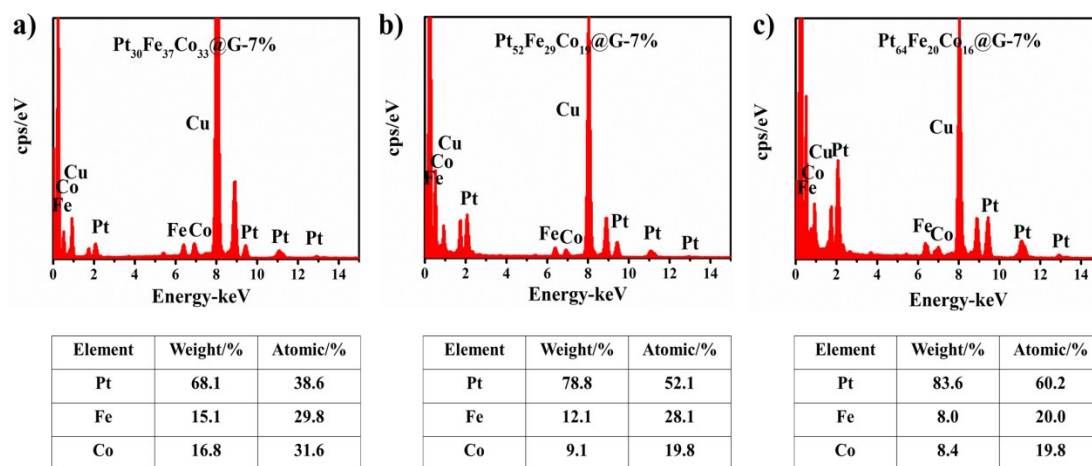 a)
Pt30Fe37Co33@G-7%
cps/eV
Cu
Cu
Co
Fe
Pt
Fe Co
Pt
Pt
Pt
0 2 4 6 8 10 12 14
Energy-keV
Element Weight/% Atomic/%
Pt 68.1 38.6
Fe 15.1 29.8
Co 16.8 31.6
b)
Pt52Fe29Co19@G-7%
cps/eV
Cu
Cu
Co
Fe
Pt
Fe Co
Pt
Pt
Pt
0 2 4 6 8 10 12 14
Energy-keV
Element Weight/% Atomic/%
Pt 78.8 52.1
Fe 12.1 28.1
Co 9.1 19.8
c)
Pt64Fe20Co16@G-7%
cps/eV
Cu
Cu
Pt
Co
Fe
Fe
Co
Pt
Pt
Pt
0 2 4 6 8 10 12 14
Energy-keV
Element Weight/% Atomic/%
Pt 83.6 60.2
Fe 8.0 20.0
Co 8.4 19.8